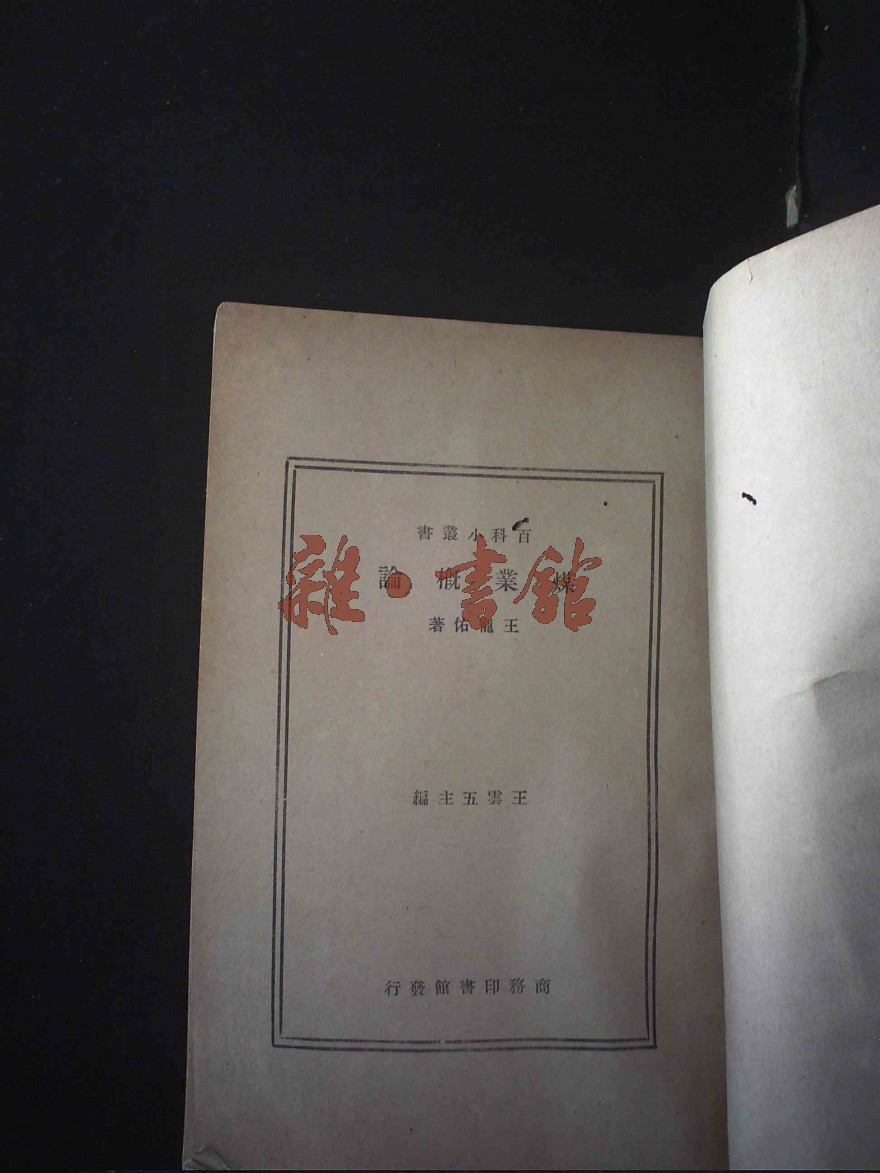 百科小叢書
煤業概論
王寵佑著
王雲五主編
商務印書館發行
雜·書館